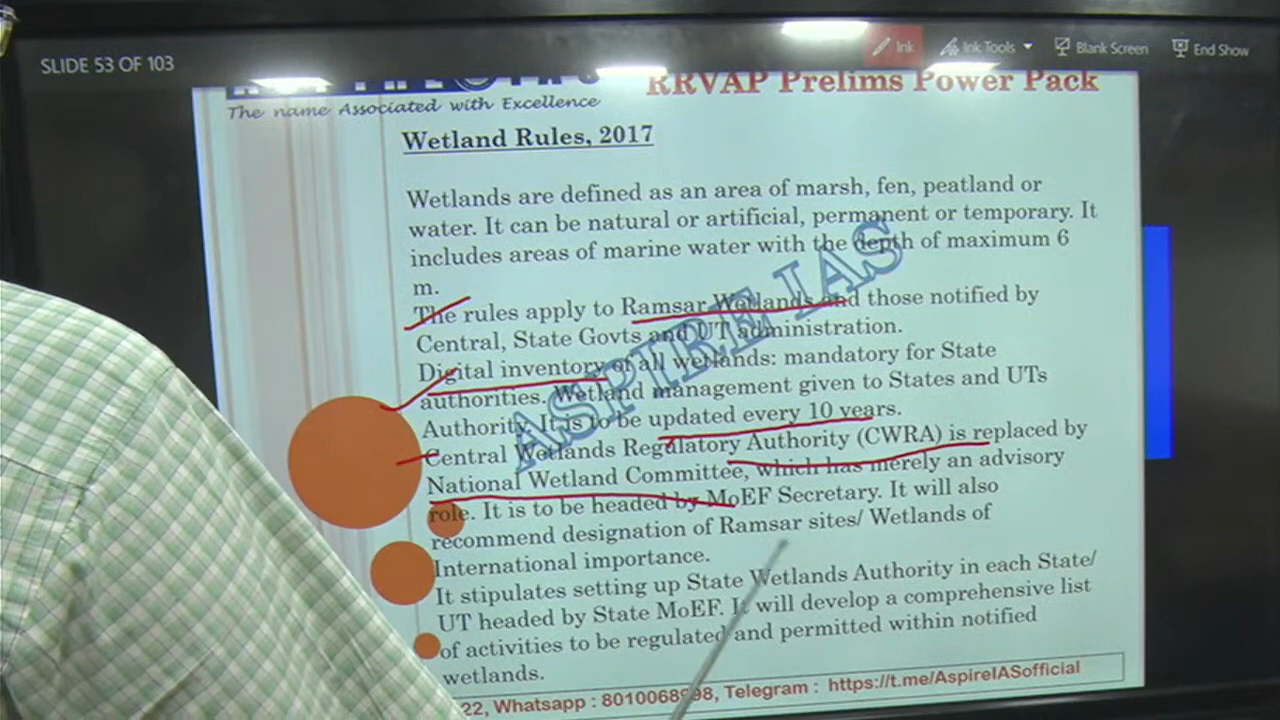 SLIDE 53 OF 103
Ink
Ink Tools
Blank Screen
End Show
The name Associated with Excellence
RRVAP Prelims Power Pack
Wetland Rules, 2017
Wetlands are defined as an area of marsh, fen, peatland or
water. It can be natural or artificial, permanent or temporary. It
includes areas of marine water with the depth of maximum 6
m.
The rules apply to Ramsar Wetlands and those notified by
Central, State Govts and UT administration.
Digital inventory of all wetlands: mandatory for State
authorities. Wetland management given to States and UTs
Authority. It is to be updated every 10 years.
Central Wetlands Regulatory Authority (CWRA) is replaced by
National Wetland Committee, which has merely an advisory
role. It is to be headed by MoEF Secretary. It will also
recommend designation of Ramsar sites/ Wetlands of
International importance.
It stipulates setting up State Wetlands Authority in each State/
UT headed by State MoEF. It will develop a comprehensive list
of activities to be regulated and permitted within notified
wetlands.
ASPIRE IAS
22, Whatsapp : 8010068998, Telegram : https://t.me/AspireIASofficial